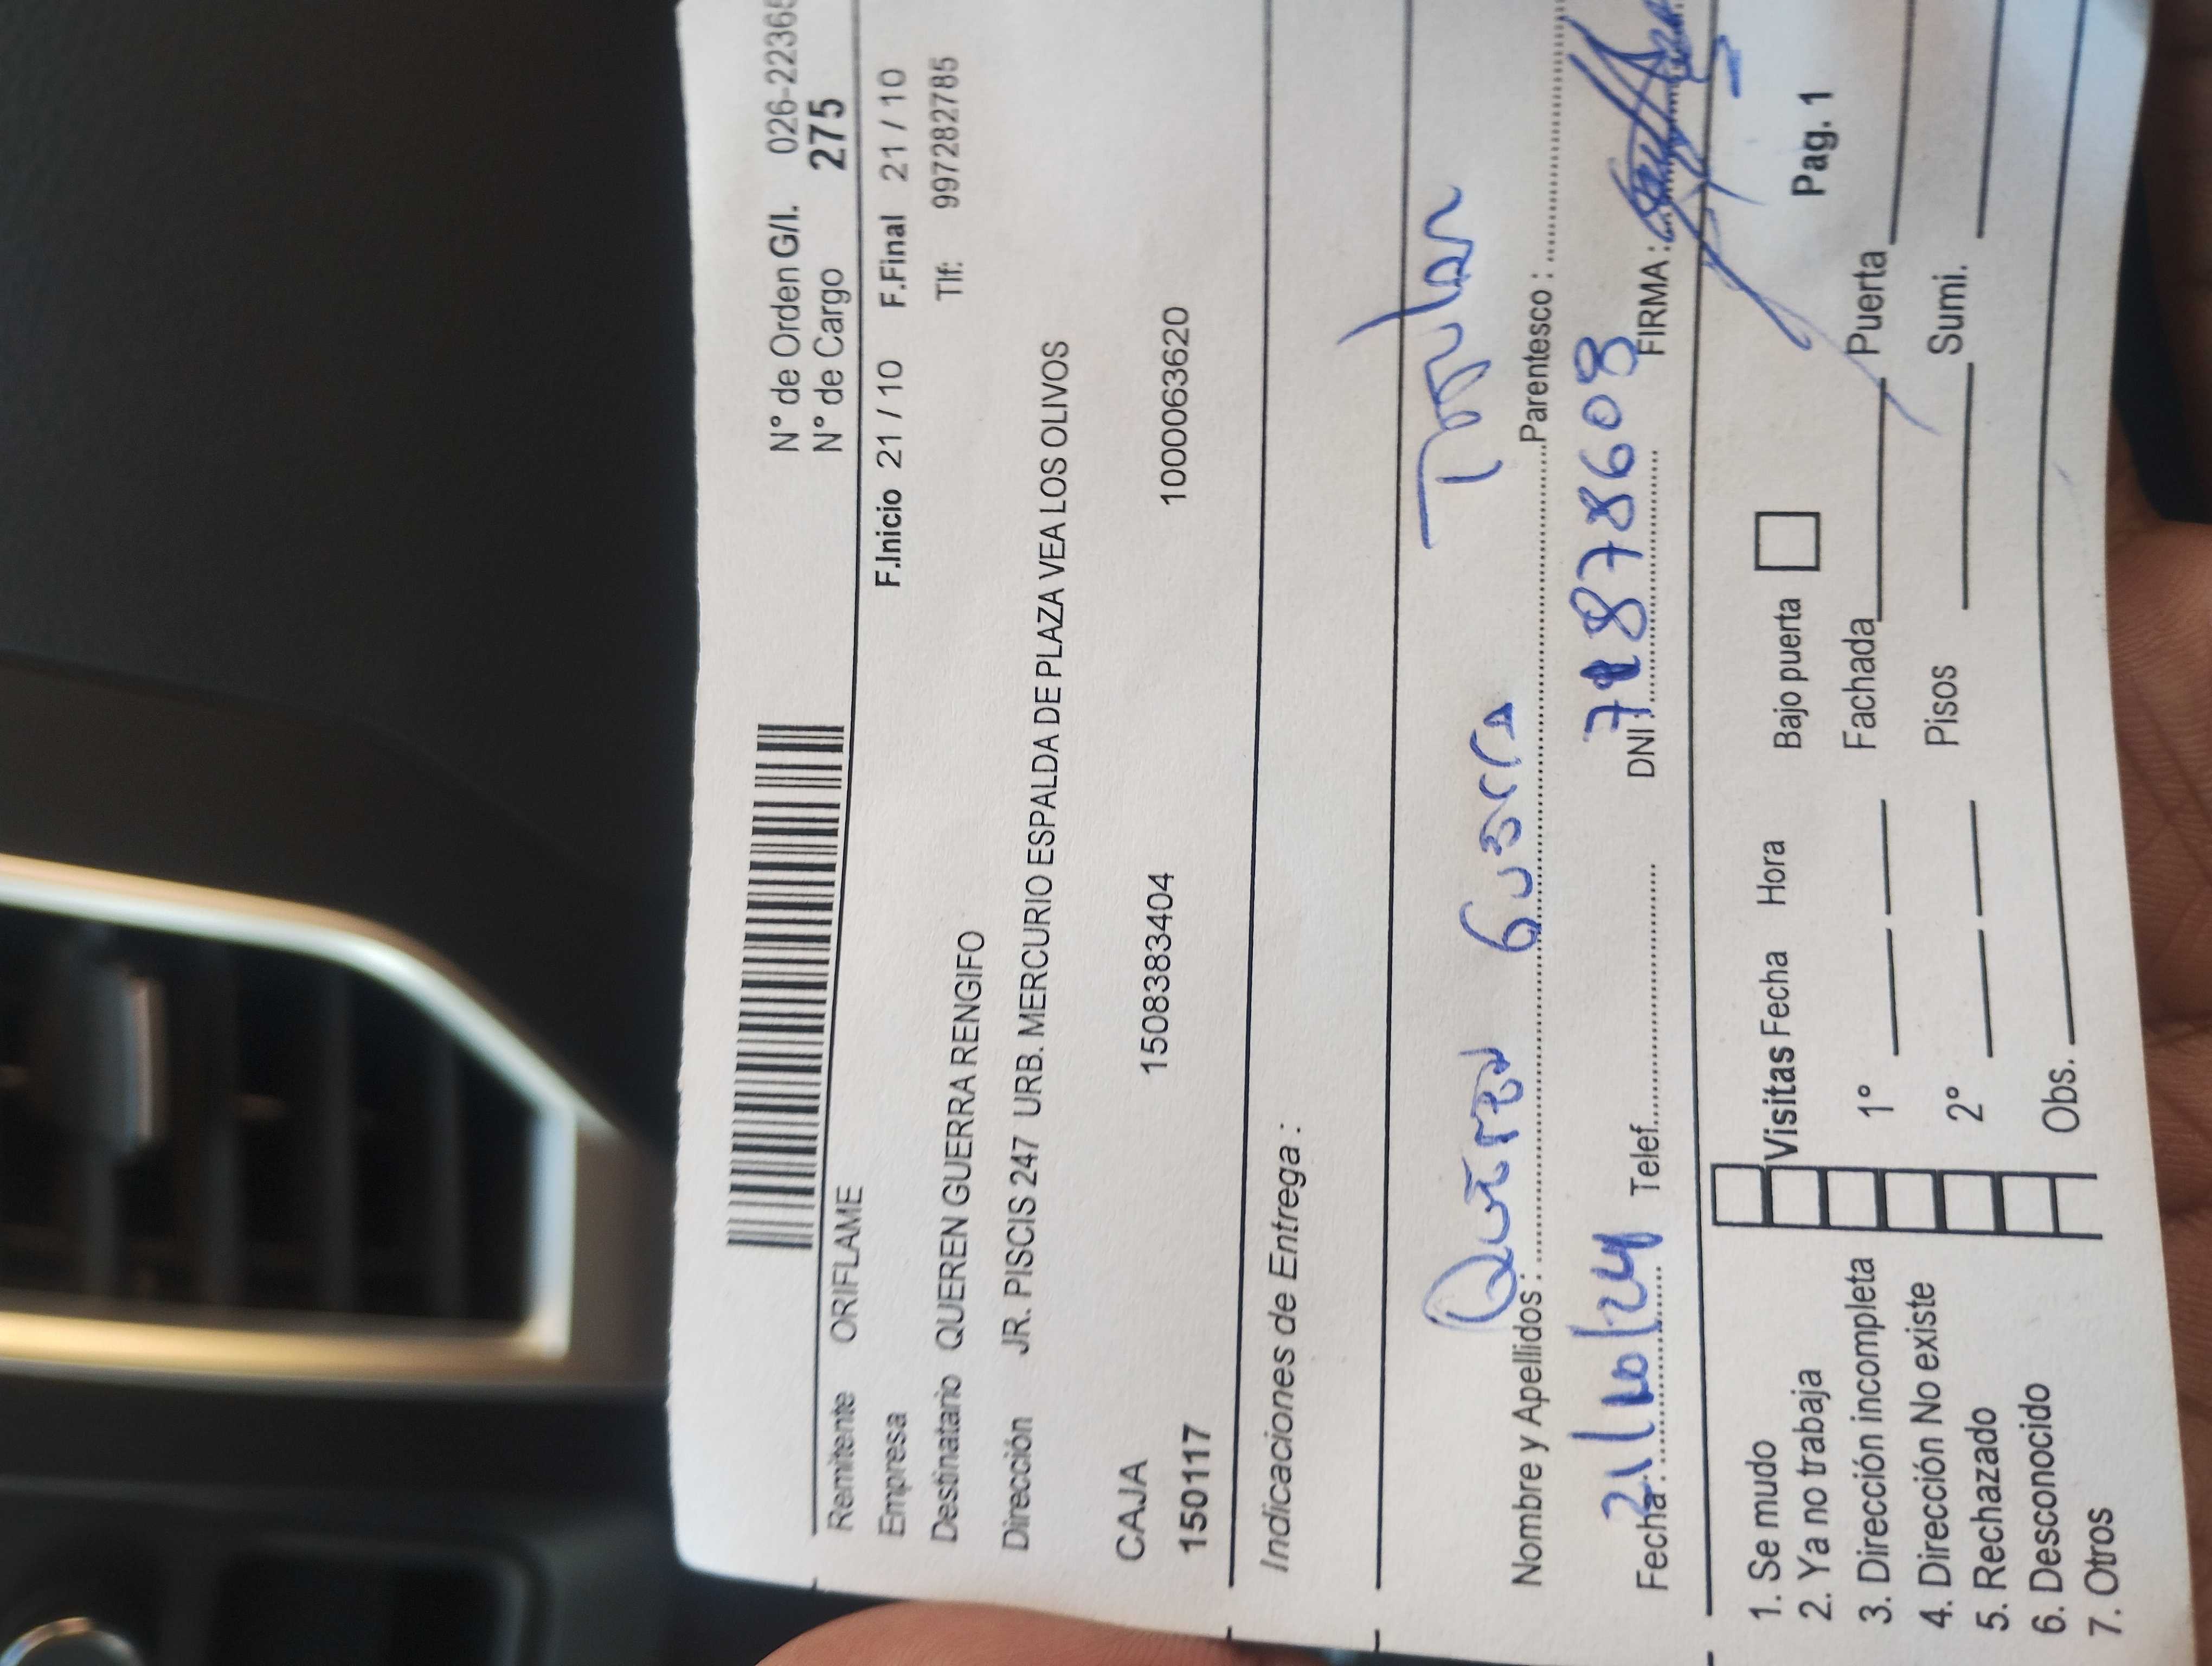 N° de Orden G/I. 026-22365
N° de Cargo 275
Remitente ORIFLAME
Empresa F.Inicio 21 / 10 F.Final 21 / 10
Destinatario QUEREN GUERRA RENGIFO Tlf: 997282785
Dirección JR. PISCIS 247 URB. MERCURIO ESPALDA DE PLAZA VEA LOS OLIVOS
CAJA 1508383404 1000063620
150117
Indicaciones de Entrega :
Nombre y Apellidos : Guerra Parentesco :
Fecha : 21/10/24 Telef. DNI : FIRMA :
1. Se mudo
2. Ya no trabaja
3. Dirección incompleta
4. Dirección No existe
5. Rechazado
6. Desconocido
7. Otros
Visitas Fecha Hora Bajo puerta Pag. 1
1° Fachada Puerta
2° Pisos Sumi.
Obs.